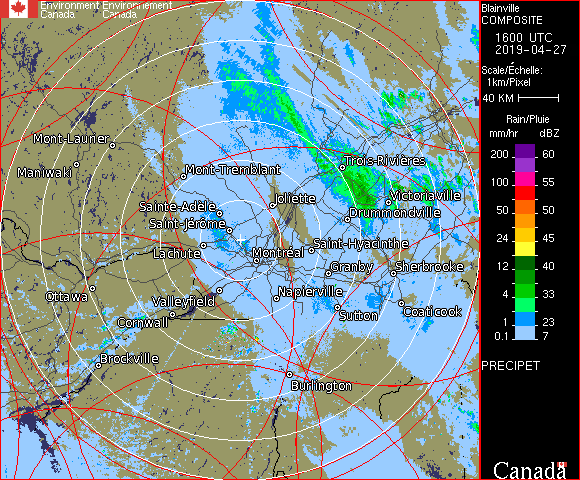 Environment Environnement
Canada Canada
Mont-Laurier
Maniwaki
Mont-Tremblant
Trois-Rivières
Joliette
Victoriaville
Sainte-Adèle
Drummondville
Saint-Jérôme
Lachute
Montréal
Saint-Hyacinthe
Granby
Sherbrooke
Ottawa
Valleyfield
Napierville
Cornwall
Sutton
Coaticook
Brockville
Burlington
Blainville
COMPOSITE
1600 UTC
2019-04-27
Scale/Échelle:
1km/Pixel
40 KM
Rain/Pluie
mm/hr dBZ
200 60
100 55
50 50
24 45
12 40
4 33
1 23
0.1 7
PRECIPET
Canada